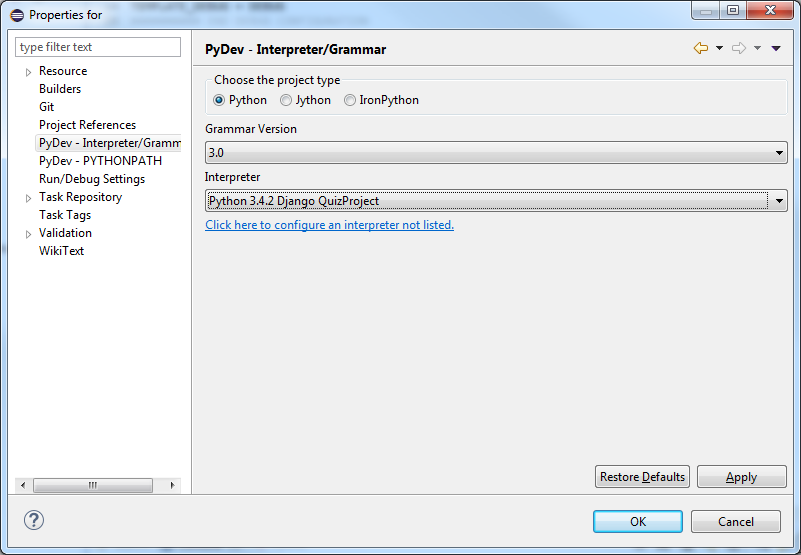 Properties for
type filter text
Resource
Builders
Git
Project References
PyDev - Interpreter/Gramm
PyDev - PYTHONPATH
Run/Debug Settings
Task Repository
Task Tags
Validation
WikiText
PyDev - Interpreter/Grammar
Choose the project type
Python Jython IronPython
Grammar Version
3.0
Interpreter
Python 3.4.2 Django QuizProject
Click here to configure an interpreter not listed.
Restore Defaults Apply
? OK Cancel